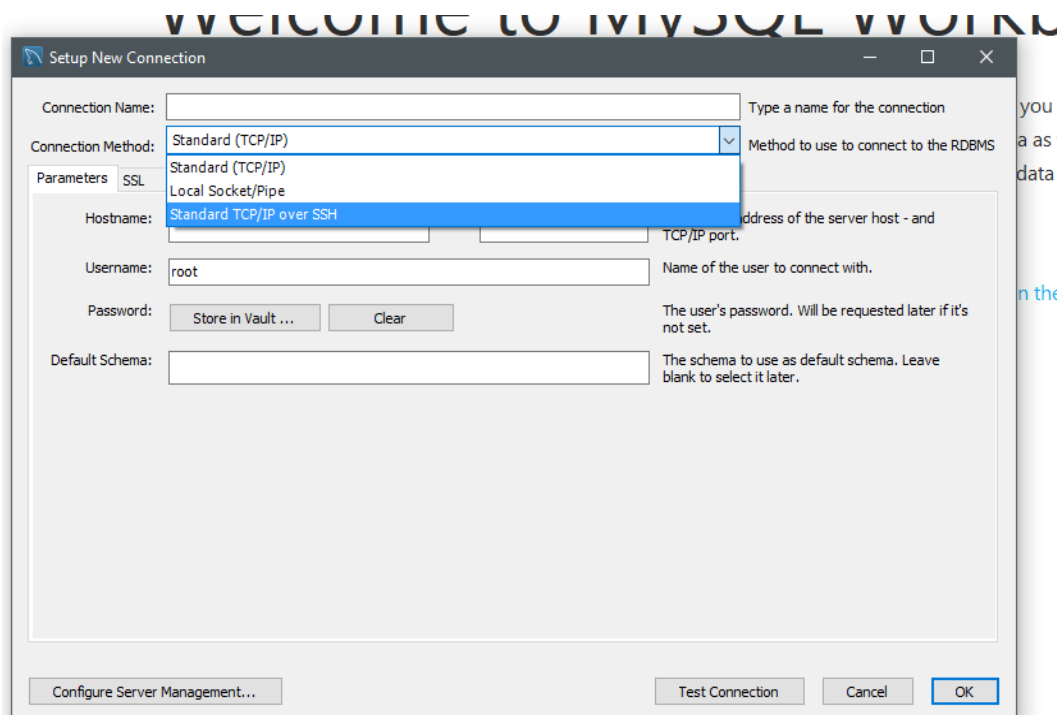 Welcome to MySQL Workb
Setup New Connection
Connection Name:
Type a name for the connection
you
Connection Method:
Standard (TCP/IP)
Method to use to connect to the RDBMS
a as
Standard (TCP/IP)
Local Socket/Pipe
Standard TCP/IP over SSH
Parameters SSL
data
Hostname:
address of the server host - and
TCP/IP port.
Username:
root
Name of the user to connect with.
n the
Password:
Store in Vault ...
Clear
The user's password. Will be requested later if it's
not set.
Default Schema:
The schema to use as default schema. Leave
blank to select it later.
Configure Server Management...
Test Connection
Cancel
OK